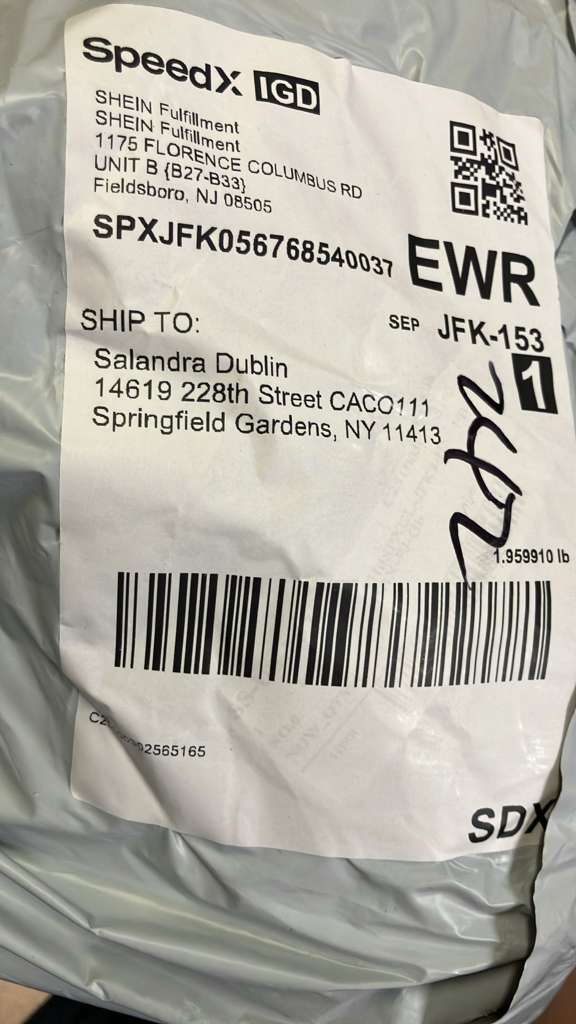 SpeedX IGD
SHEIN Fulfillment
SHEIN Fulfillment
1175 FLORENCE COLUMBUS RD
UNIT B {B27-B33}
Fieldsboro, NJ 08505
SPXJFK056768540037
EWR
SEP JFK-153
1
SHIP TO:
Salandra Dublin
14619 228th Street CACO111
Springfield Gardens, NY 11413
242
1.959910 lb
SDX